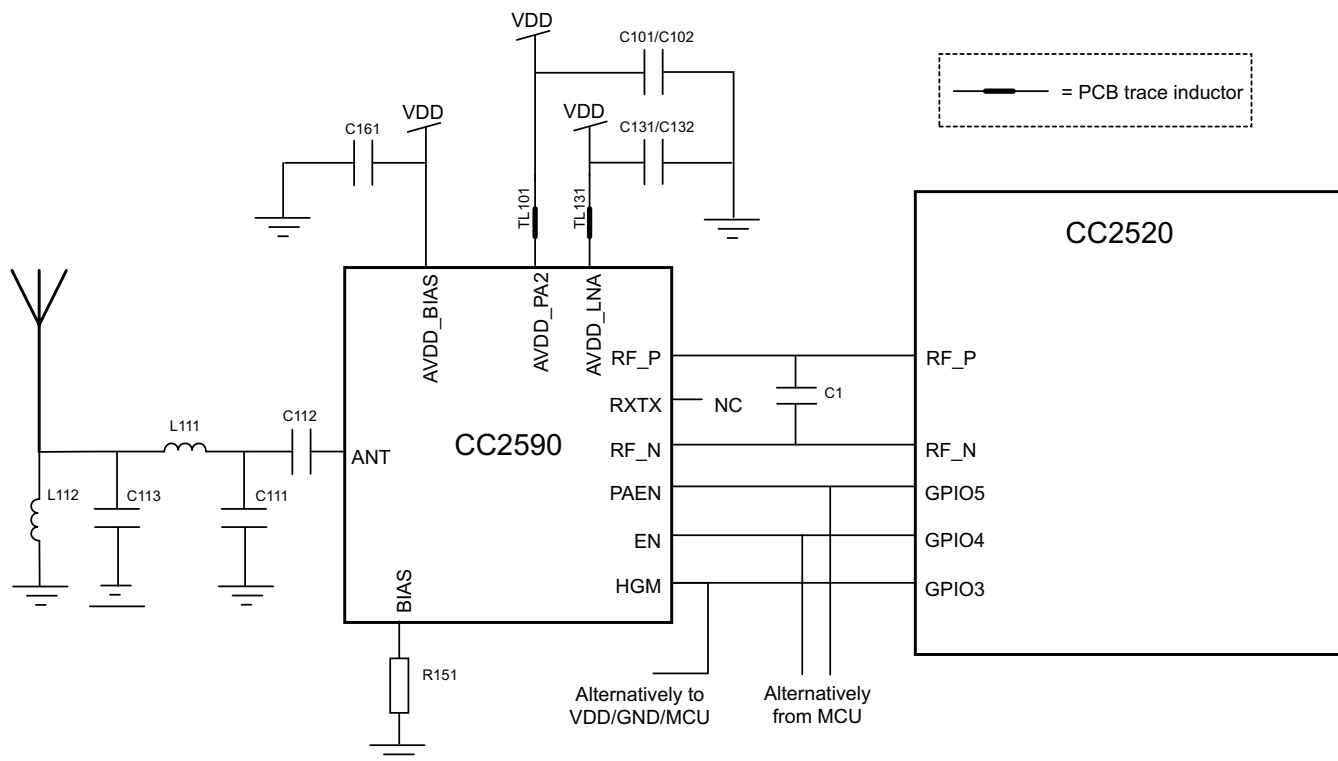 VDD
C101/C102
= PCB trace inductor
VDD
C161
VDD
C131/C132
TL101
TL131
CC2520
AVDD_BIAS
AVDD_PA2
AVDD_LNA
RF_P
RF_P
C1
RXTX
NC
C112
L111
CC2590
ANT
RF_N
RF_N
L112
C113
C111
PAEN
GPIO5
EN
GPIO4
HGM
GPIO3
BIAS
R151
Alternatively to
VDD/GND/MCU
Alternatively
from MCU